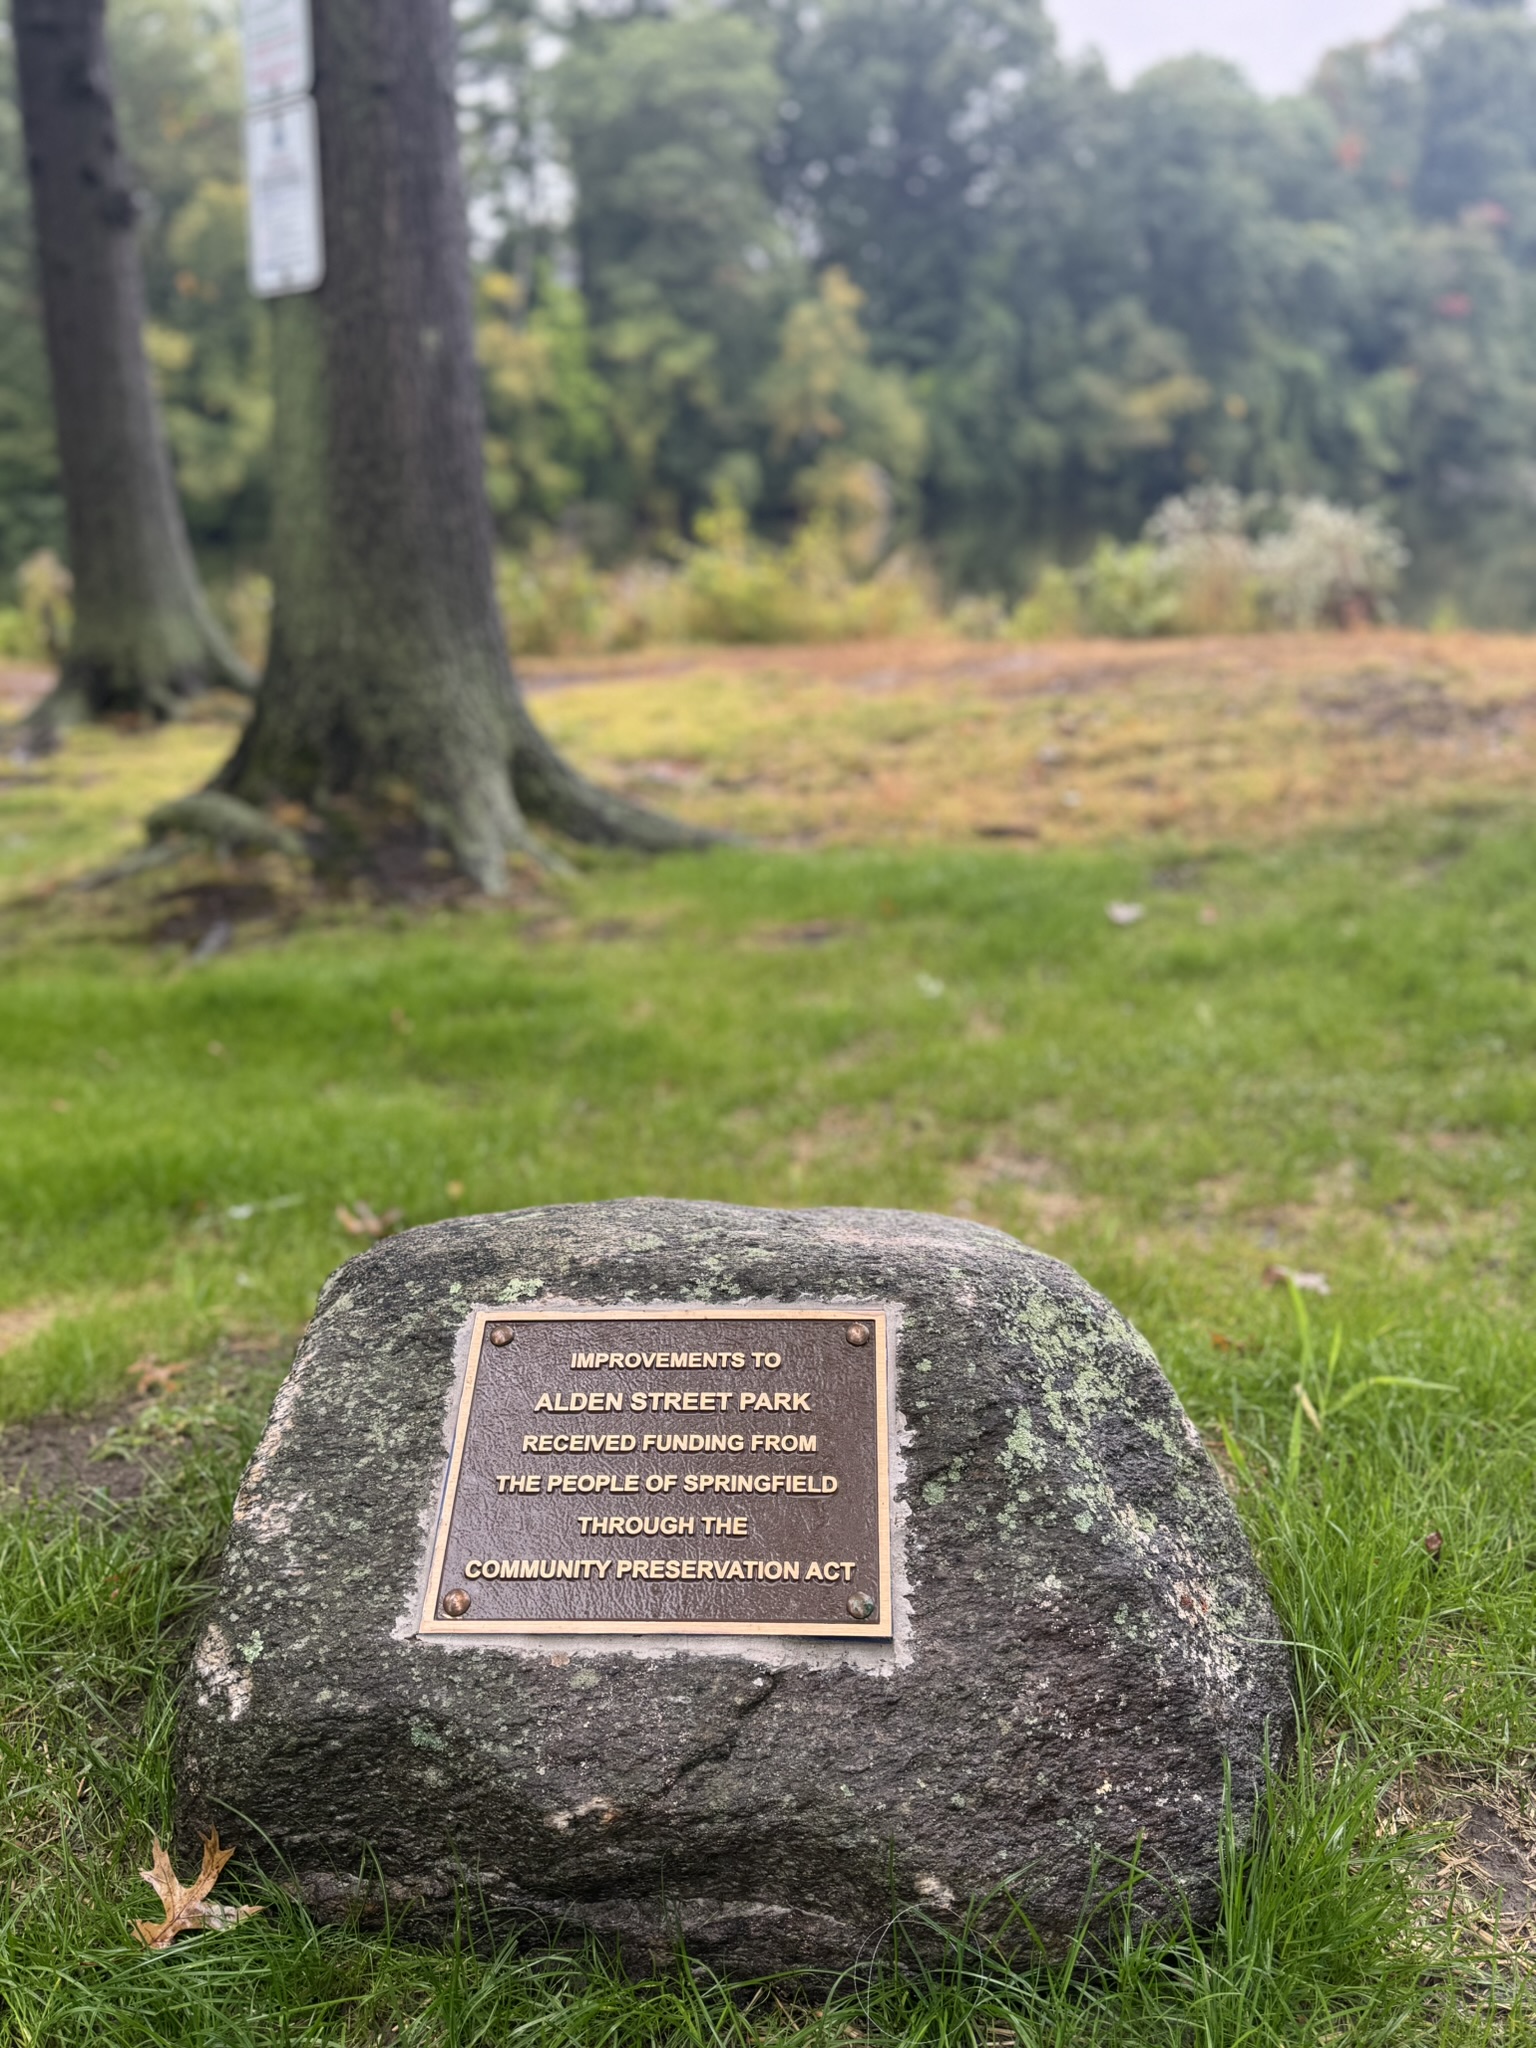 IMPROVEMENTS TO
ALDEN STREET PARK
RECEIVED FUNDING FROM
THE PEOPLE OF SPRINGFIELD
THROUGH THE
COMMUNITY PRESERVATION ACT